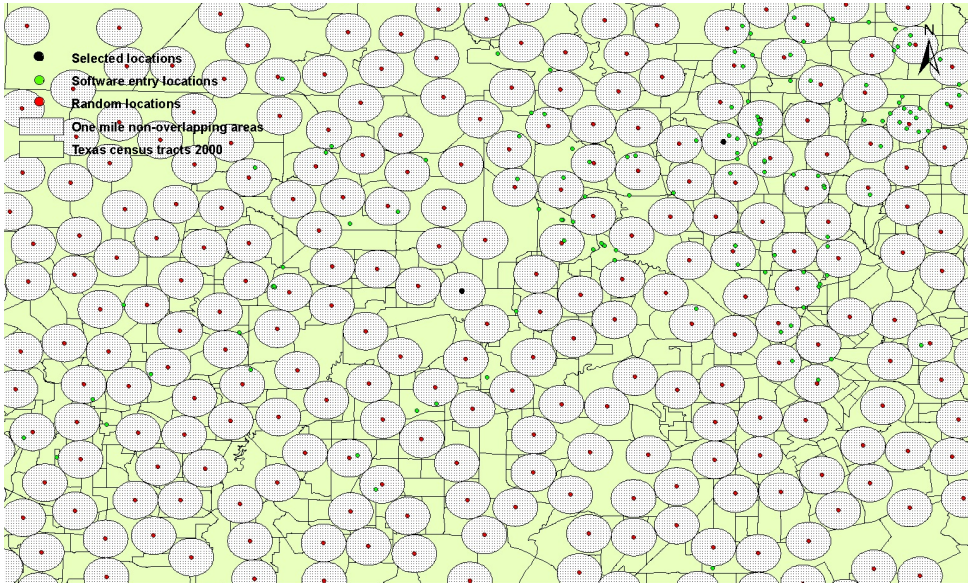 N
Selected locations
Software entry locations
Random locations
One mile non-overlapping areas
Texas census tracts 2000